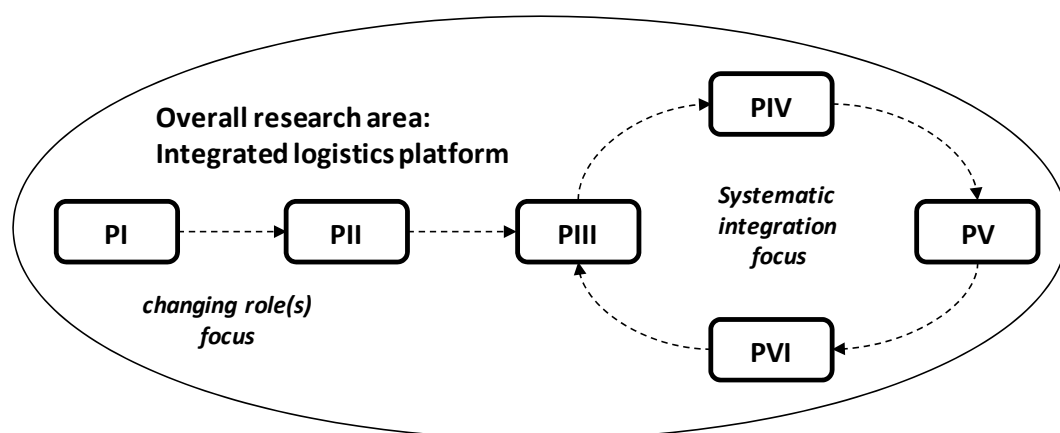 Overall research area:
Integrated logistics platform
PI
PII
PIII
PIV
PV
PVI
changing role(s)
focus
Systematic
integration
focus